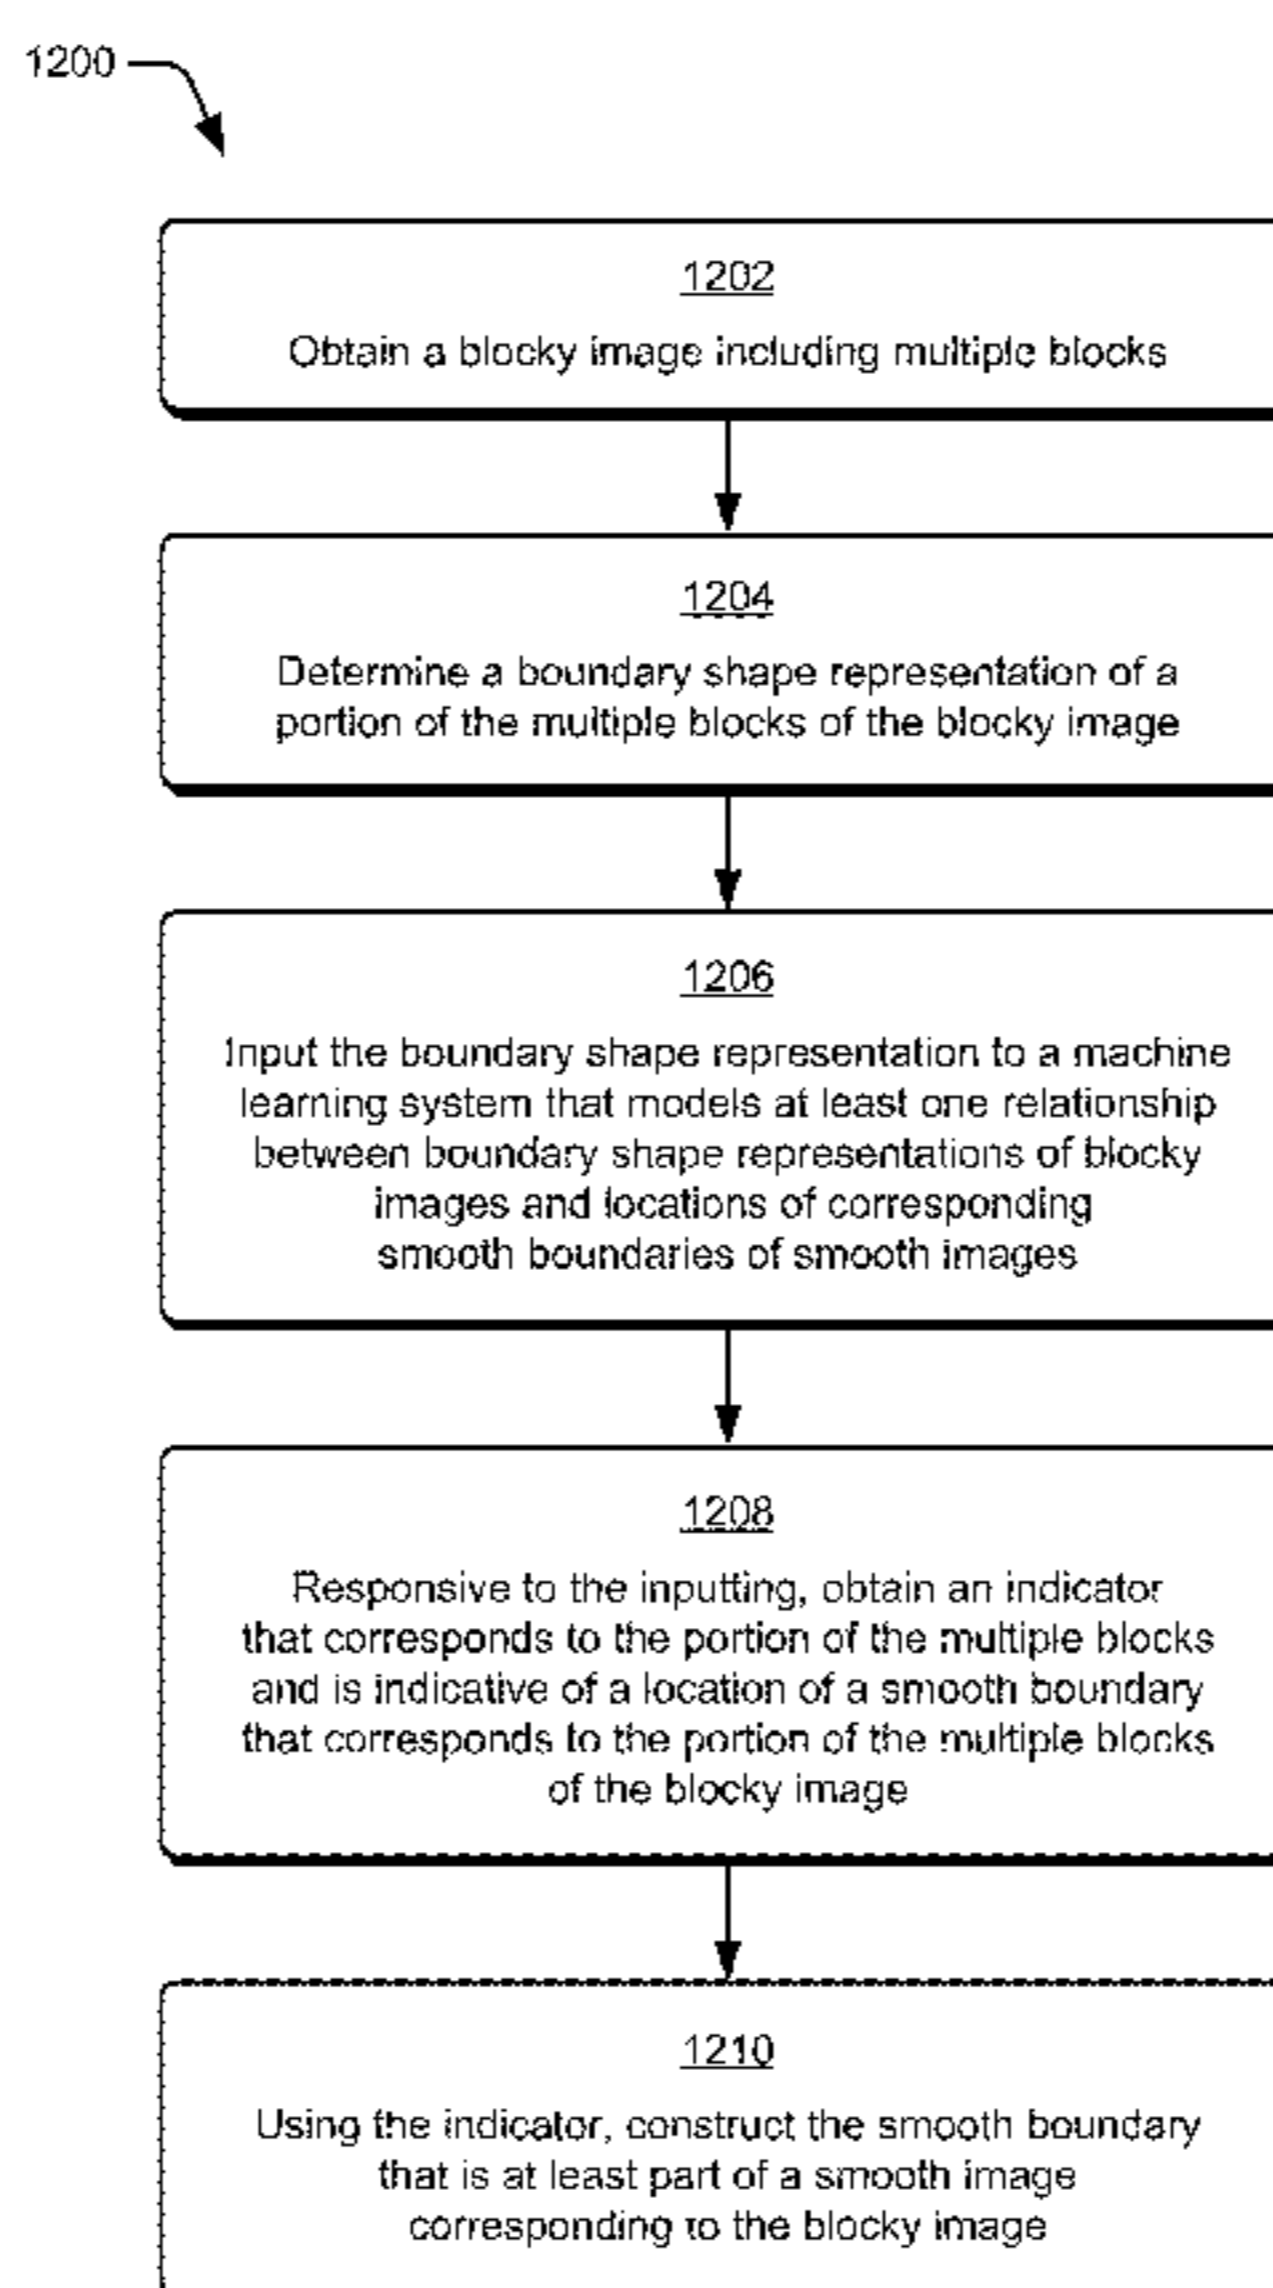 1200
1202
Obtain a blocky image including multiple blocks
1204
Determine a boundary shape representation of a
portion of the multiple blocks of the blocky image
1206
Input the boundary shape representation to a machine
learning system that models at least one relationship
between boundary shape representations of blocky
images and locations of corresponding
smooth boundaries of smooth images
1208
Responsive to the inputting, obtain an indicator
that corresponds to the portion of the multiple blocks
and is indicative of a location of a smooth boundary
that corresponds to the portion of the multiple blocks
of the blocky image
1210
Using the indicator, construct the smooth boundary
that is at least part of a smooth image
corresponding to the blocky image